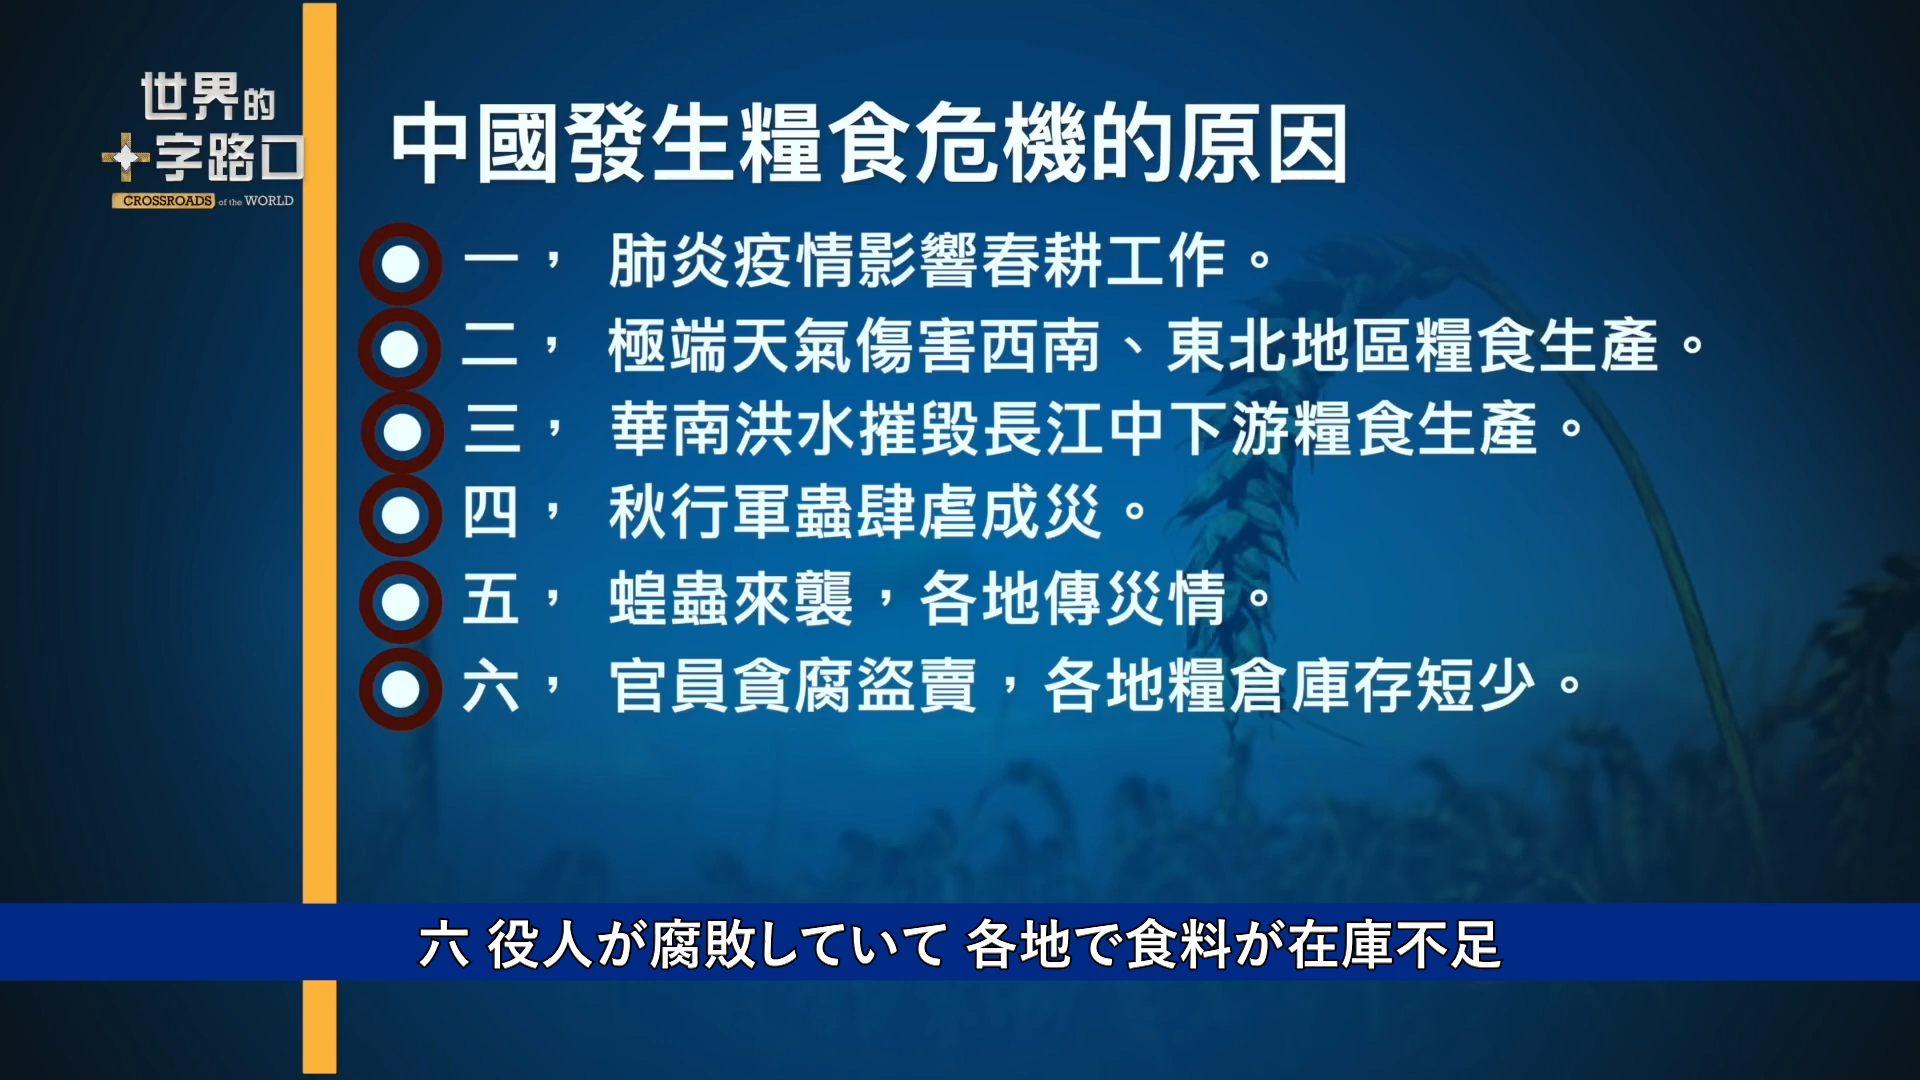 世界的
十字路口
CROSSROADS of the WORLD
中國發生糧食危機的原因
一， 肺炎疫情影響春耕工作。
二， 極端天氣傷害西南、東北地區糧食生產。
三， 華南洪水摧毀長江中下游糧食生產。
四， 秋行軍蟲肆虐成災。
五， 蝗蟲來襲，各地傳災情。
六， 官員貪腐盜賣，各地糧倉庫存短少。
六 役人が腐敗していて 各地で食料が在庫不足